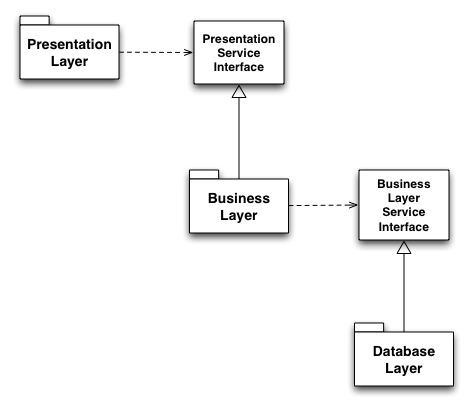 Presentation
Layer
Presentation
Service
Interface
Business
Layer
Business
Layer
Service
Interface
Database
Layer